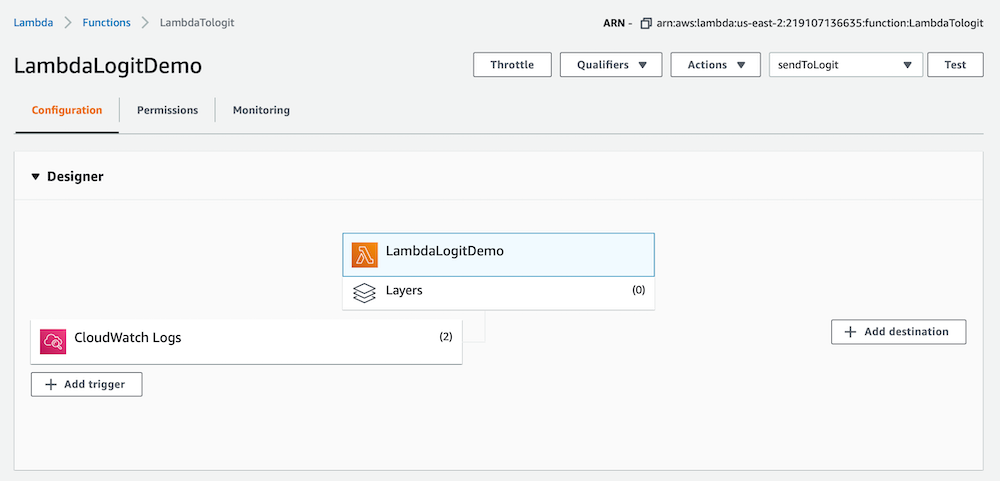 Lambda > Functions > LambdaTologit
ARN - arn:aws:lambda:us-east-2:219107136635:function:LambdaTologit
LambdaLogitDemo
Throttle Qualifiers Actions sendToLogit Test
Configuration Permissions Monitoring
Designer
LambdaLogitDemo
Layers (0)
CloudWatch Logs (2)
+ Add destination
+ Add trigger